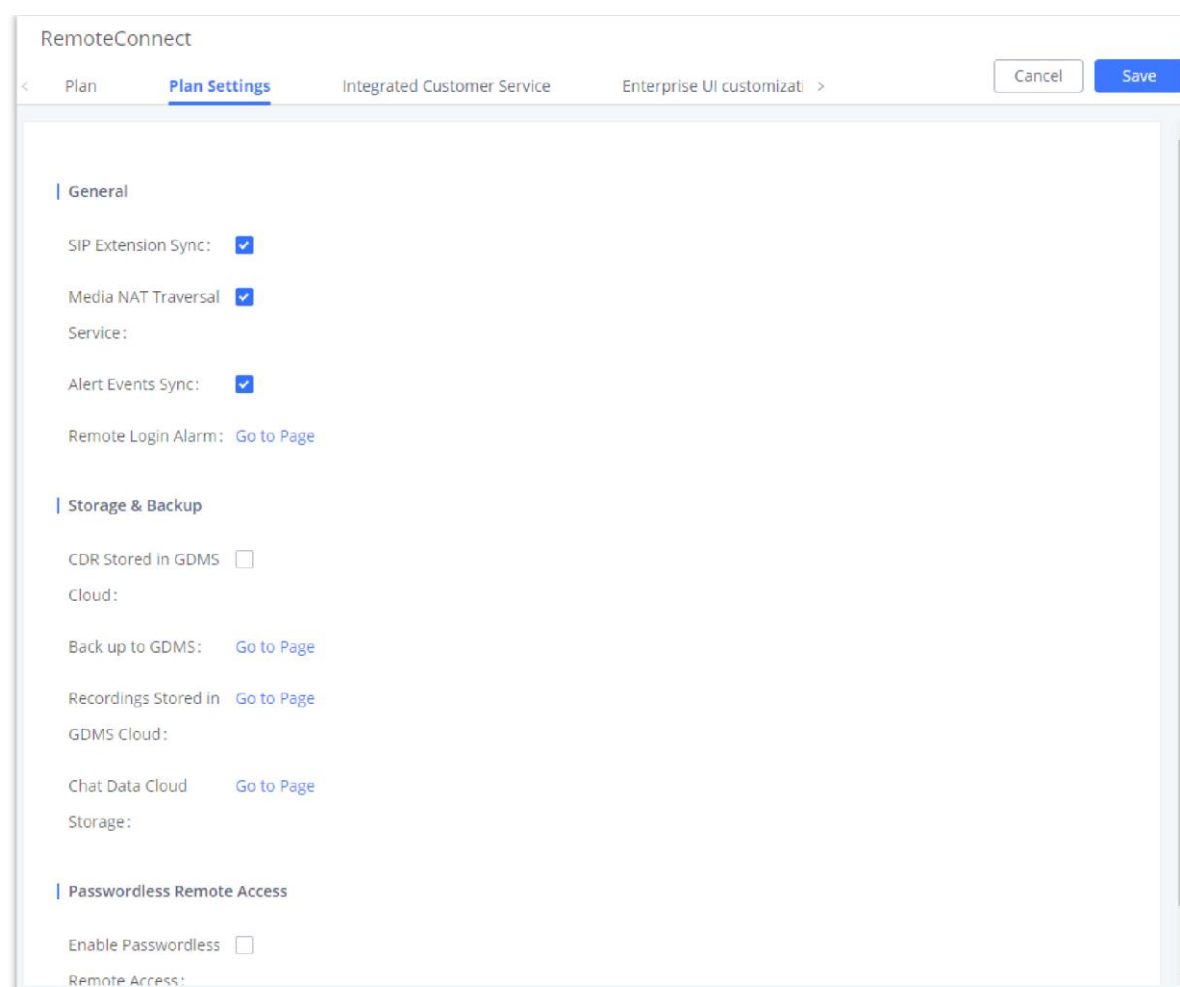 RemoteConnect
Plan
Plan Settings
Integrated Customer Service
Enterprise UI customizati
Cancel
Save
General
SIP Extension Sync:
Media NAT Traversal
Service:
Alert Events Sync:
Remote Login Alarm: Go to Page
Storage & Backup
CDR Stored in GDMS
Cloud:
Back up to GDMS: Go to Page
Recordings Stored in Go to Page
GDMS Cloud:
Chat Data Cloud Go to Page
Storage:
Passwordless Remote Access
Enable Passwordless
Remote Access: